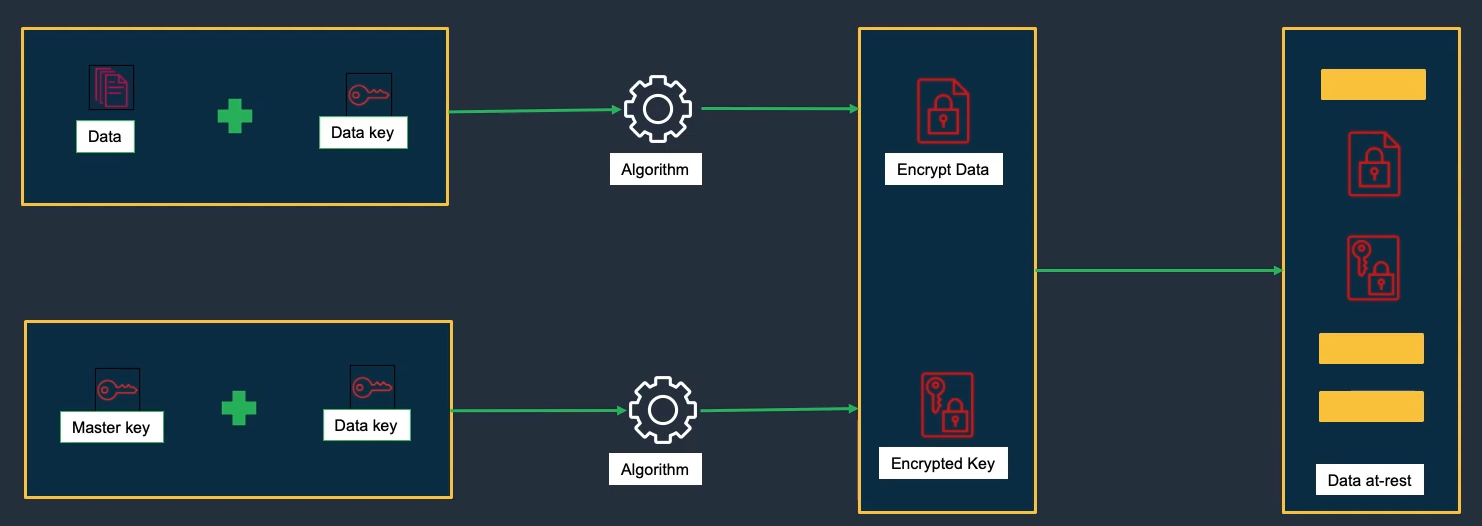 Data
Data key
Algorithm
Encrypt Data
Master key
Data key
Algorithm
Encrypted Key
Data at-rest